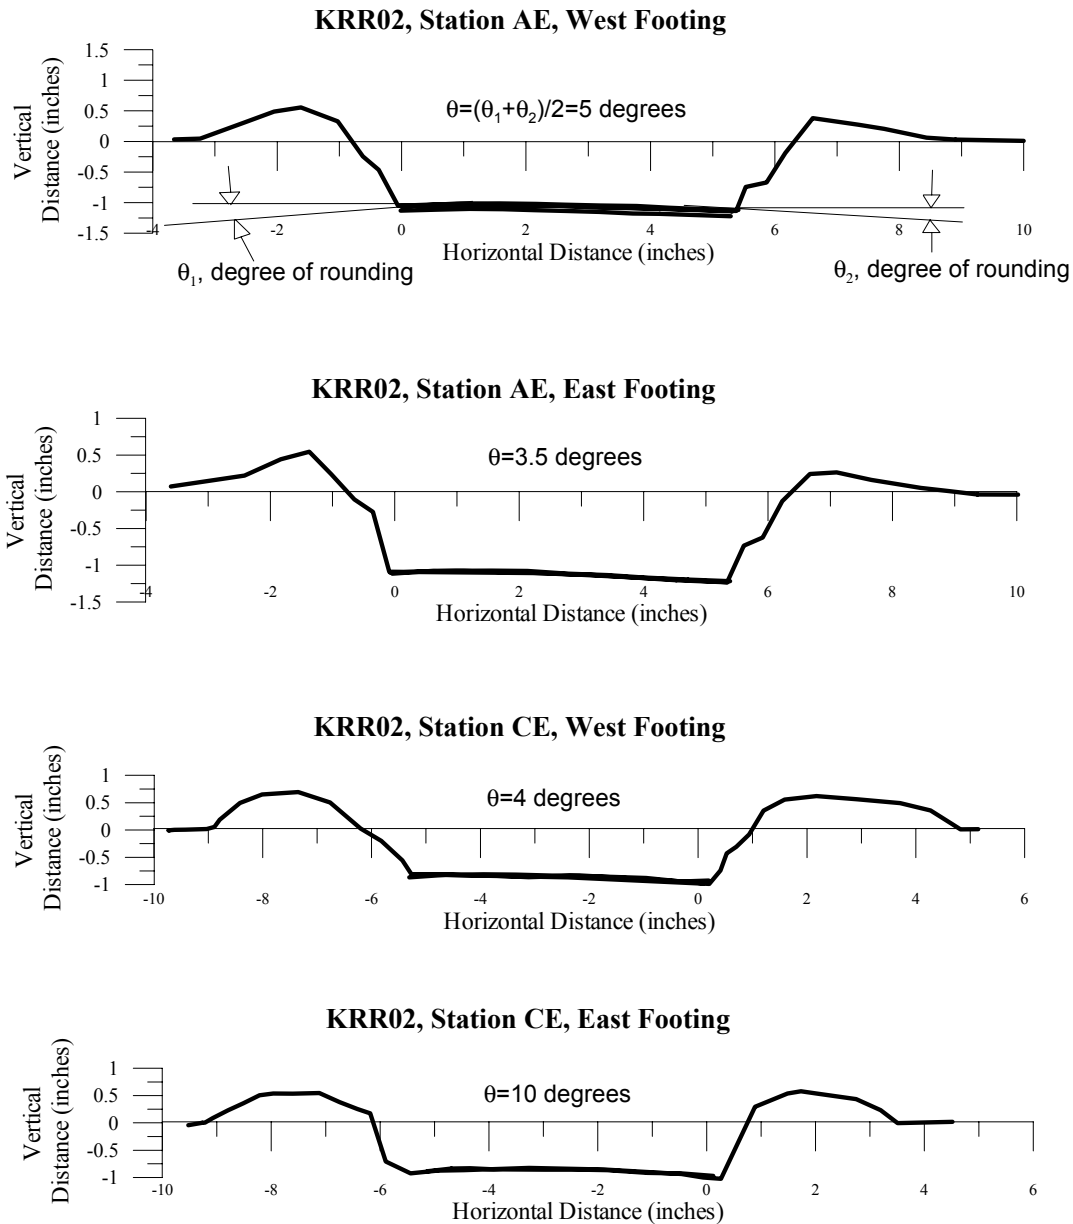 KRR02, Station AE, West Footing
1.5
1
0.5
0
-0.5
-1
-1.5
Vertical
Distance (inches)
θ=(θ1+θ2)/2=5 degrees
-4 -2 0 2 4 6 8 10
Horizontal Distance (inches)
θ1, degree of rounding
θ2, degree of rounding
KRR02, Station AE, East Footing
1
0.5
0
-0.5
-1
-1.5
Vertical
Distance (inches)
θ=3.5 degrees
-4 -2 0 2 4 6 8 10
Horizontal Distance (inches)
KRR02, Station CE, West Footing
1
0.5
0
-0.5
-1
Vertical
Distance (inches)
θ=4 degrees
-10 -8 -6 -4 -2 0 2 4 6
Horizontal Distance (inches)
KRR02, Station CE, East Footing
1
0.5
0
-0.5
-1
Vertical
Distance (inches)
θ=10 degrees
-10 -8 -6 -4 -2 0 2 4 6
Horizontal Distance (inches)